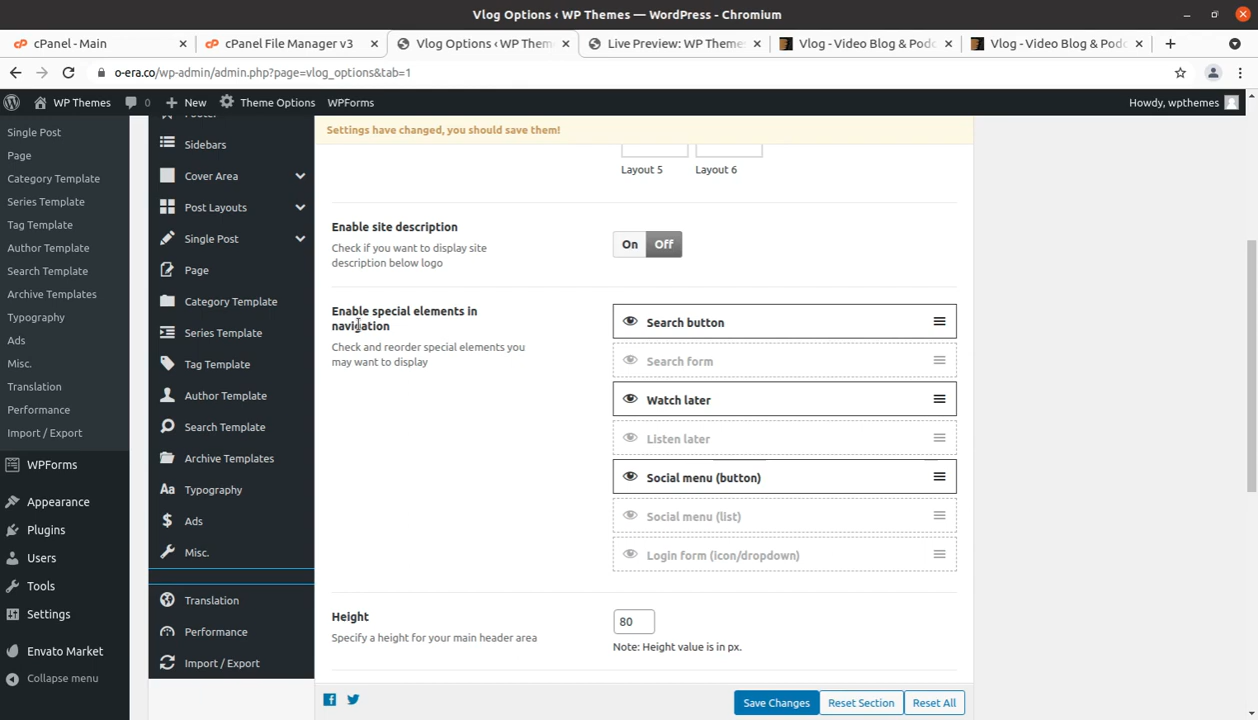 Vlog Options ‹ WP Themes — WordPress - Chromium
cPanel - Main
cPanel File Manager v3
Vlog Options ‹ WP Them
Live Preview: WP Themes
Vlog - Video Blog & Podc
Vlog - Video Blog & Podc
o-era.co/wp-admin/admin.php?page=vlog_options&tab=1
WP Themes
0
New
Theme Options
WPForms
Howdy, wpthemes
Single Post
Page
Category Template
Series Template
Tag Template
Author Template
Search Template
Archive Templates
Typography
Ads
Misc.
Translation
Performance
Import / Export
WPForms
Appearance
Plugins
Users
Tools
Settings
Envato Market
Collapse menu
Footer
Sidebars
Cover Area
Post Layouts
Single Post
Page
Category Template
Series Template
Tag Template
Author Template
Search Template
Archive Templates
Aa Typography
$ Ads
Misc.
Translation
Performance
Import / Export
Settings have changed, you should save them!
Layout 5
Layout 6
Enable site description
Check if you want to display site
description below logo
On
Off
Enable special elements in
navigation
Check and reorder special elements you
may want to display
Search button
Search form
Watch later
Listen later
Social menu (button)
Social menu (list)
Login form (icon/dropdown)
Height
Specify a height for your main header area
80
Note: Height value is in px.
Save Changes
Reset Section
Reset All